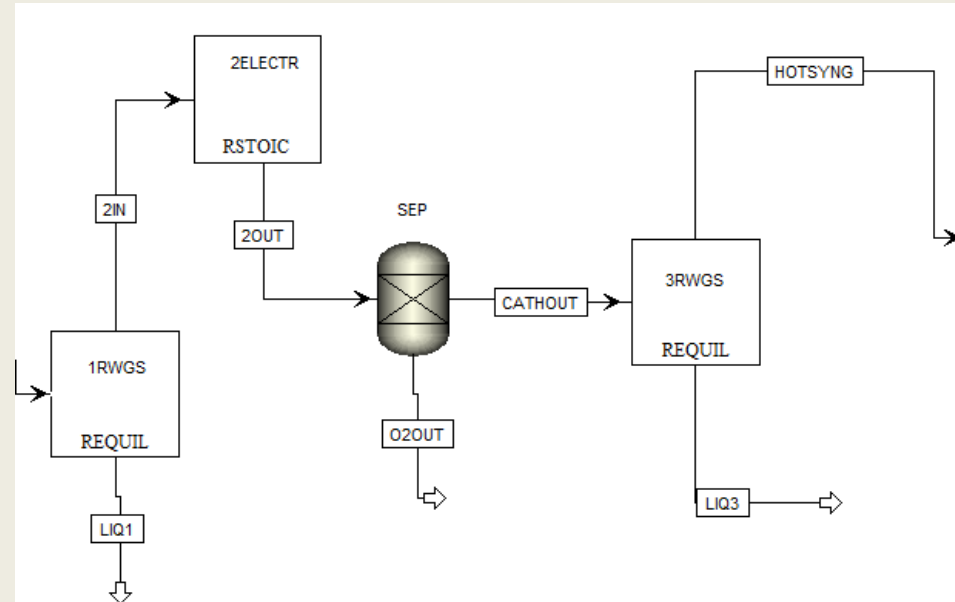 2ELECTR
RSTOIC
HOTSYNG
2IN
2OUT
SEP
CATHOUT
3RWGS
REQUIL
1RWGS
REQUIL
O2OUT
LIQ1
LIQ3